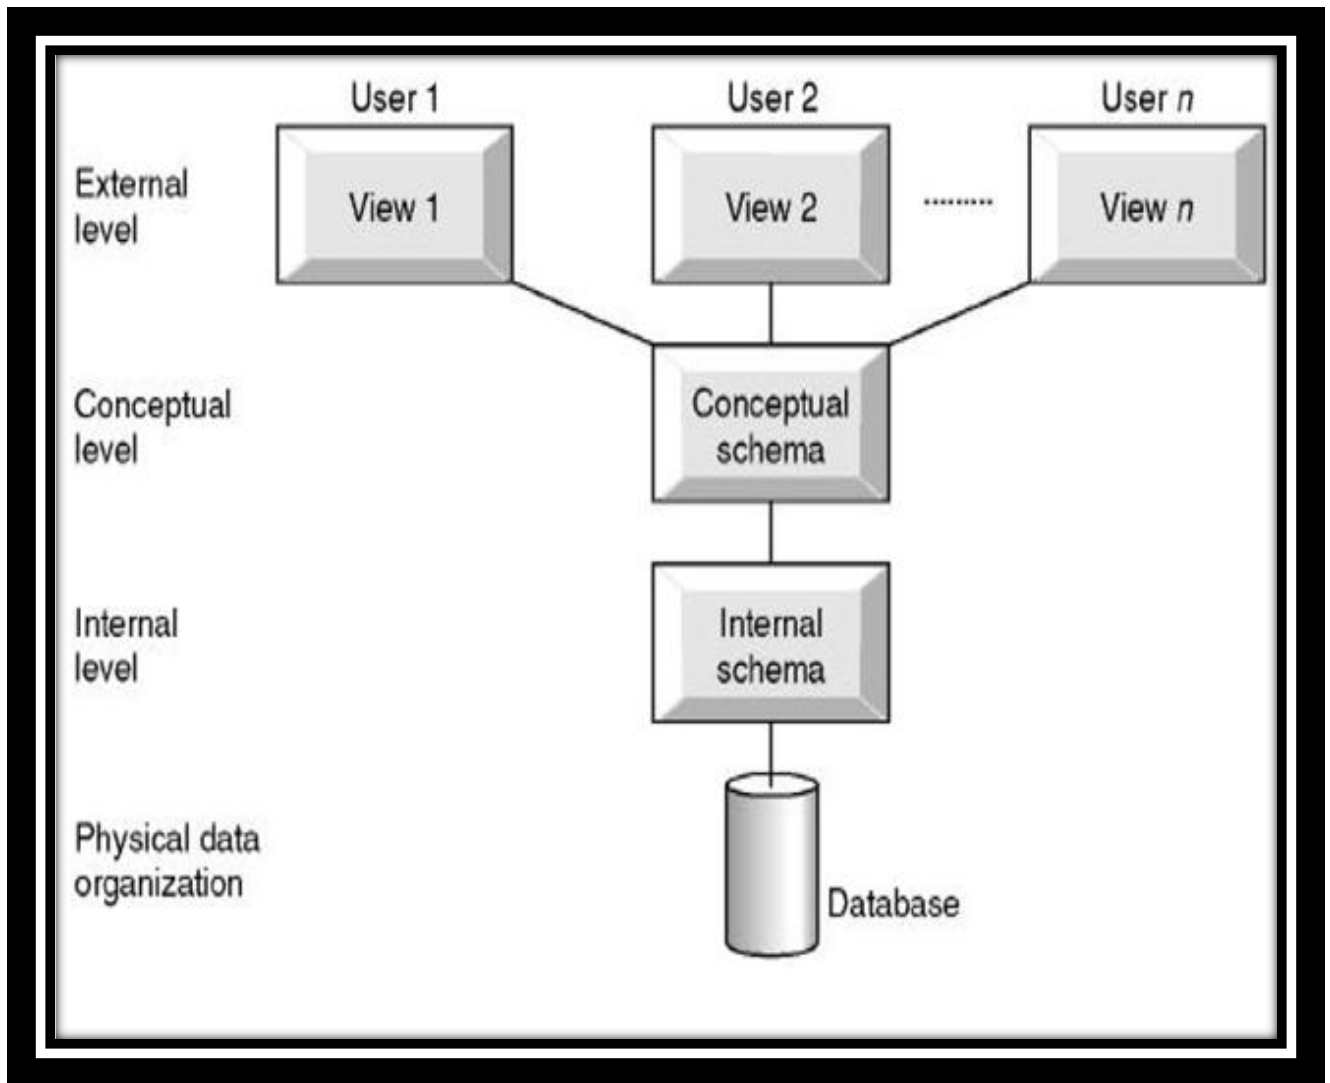 User 1
User 2
User n
External
level
View 1
View 2
.........
View n
Conceptual
level
Conceptual
schema
Internal
level
Internal
schema
Physical data
organization
Database